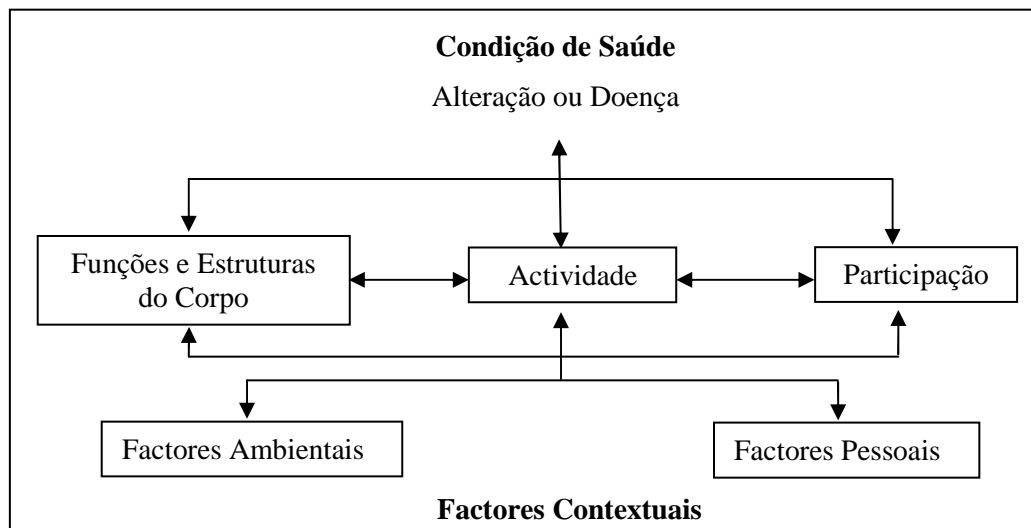 Condição de Saúde
Alteração ou Doença
Funções e Estruturas
do Corpo
Actividade
Participação
Factores Ambientais
Factores Pessoais
Factores Contextuais